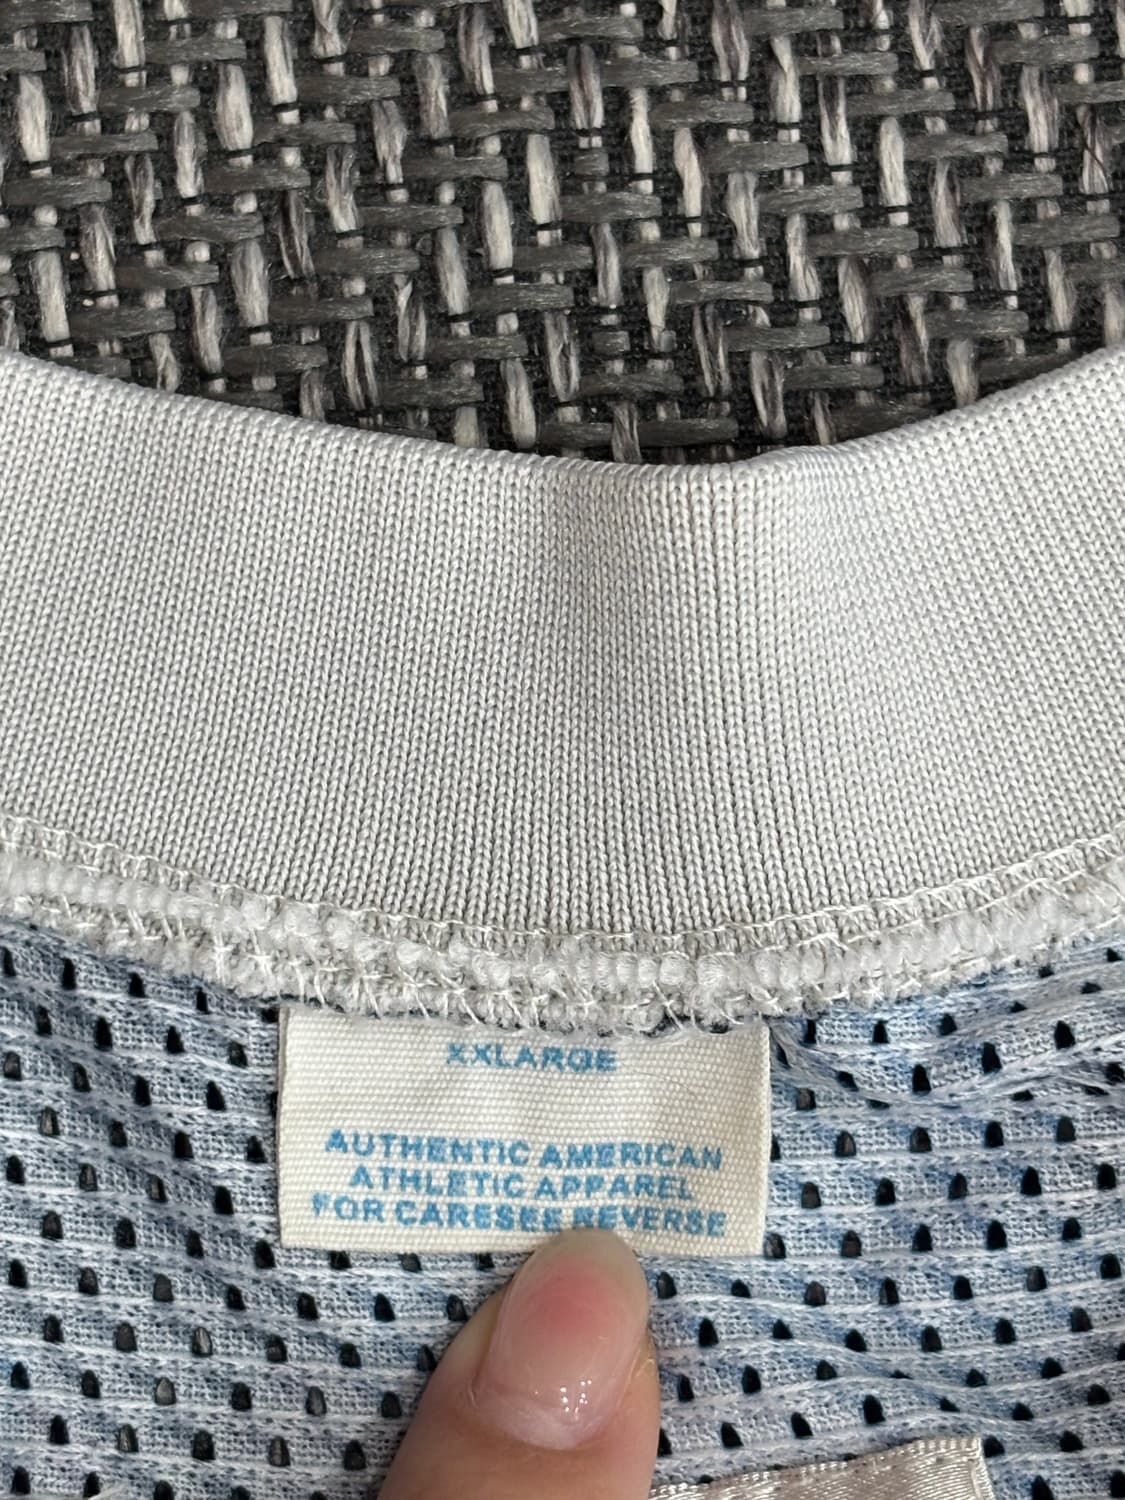 XXLARGE
AUTHENTIC AMERICAN
ATHLETIC APPAREL
FOR CARESEE REVERSE